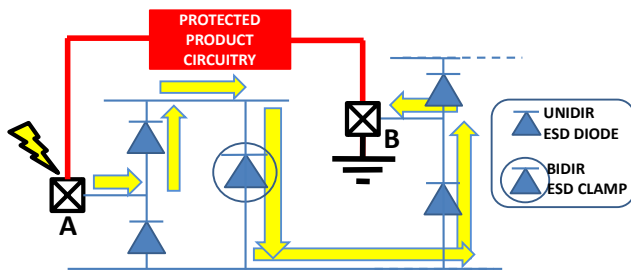 PROTECTED
PRODUCT
CIRCUITRY
A
B
UNIDIR
ESD DIODE
BIDIR
ESD CLAMP